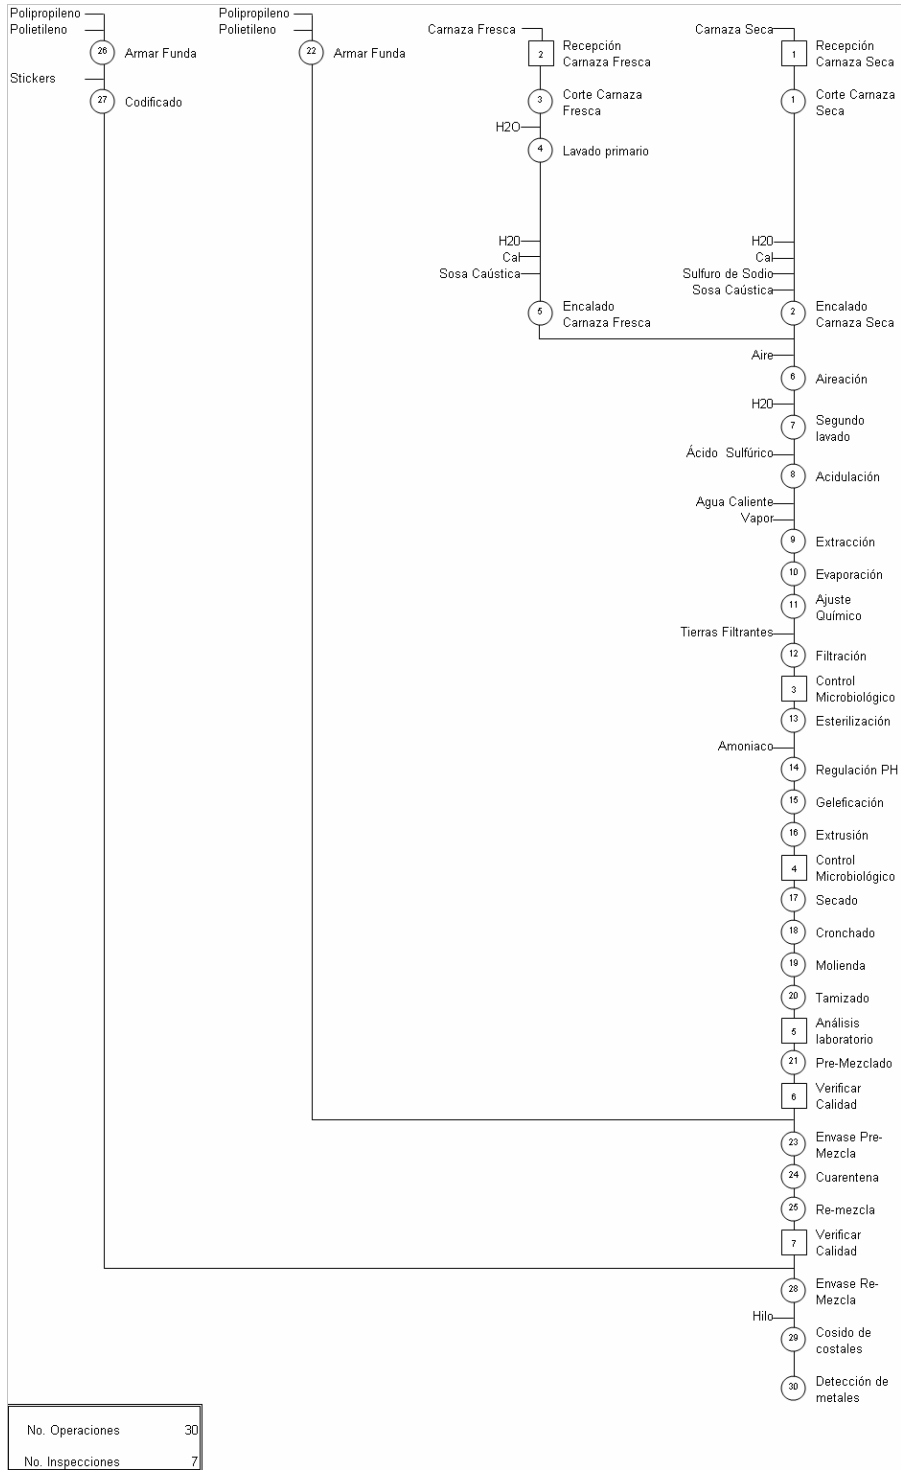 Polipropileno
Polietileno
26
Armar Funda
Stickers
27
Codificado
Polipropileno
Polietileno
22
Armar Funda
Carnaza Fresca
2
Recepción
Carnaza Fresca
3
Corte Carnaza
Fresca
H2O
4
Lavado primario
H20
Cal
Sosa Caústica
5
Encalado
Carnaza Fresca
Carnaza Seca
1
Recepción
Carnaza Seca
1
Corte Carnaza
Seca
H20
Cal
Sulfuro de Sodio
Sosa Caústica
2
Encalado
Carnaza Seca
Aire
6
Aireación
H20
7
Segundo
lavado
Ácido Sulfúrico
8
Acidulación
Agua Caliente
Vapor
9
Extracción
10
Evaporación
11
Ajuste
Químico
Tierras Filtrantes
12
Filtración
3
Control
Microbiológico
13
Esterilización
Amoniaco
14
Regulación PH
15
Geleficación
16
Extrusión
4
Control
Microbiológico
17
Secado
18
Cronchado
19
Molienda
20
Tamizado
5
Análisis
laboratorio
21
Pre-Mezclado
6
Verificar
Calidad
23
Envase Pre-
Mezcla
24
Cuarentena
25
Re-mezcla
7
Verificar
Calidad
28
Envase Re-
Mezcla
Hilo
29
Cosido de
costales
30
Detección de
metales
No. Operaciones 30
No. Inspecciones 7